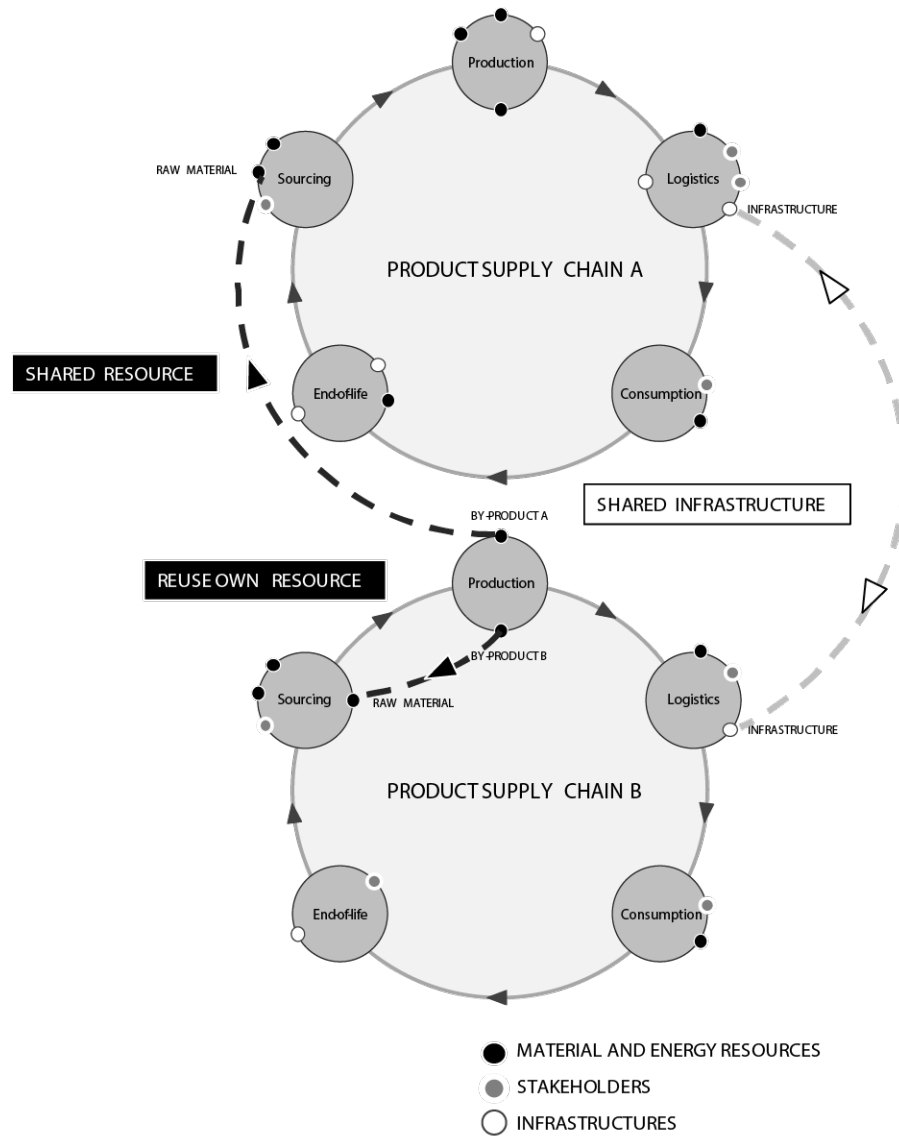 Production
RAW MATERIAL
Sourcing
Logistics
INFRASTRUCTURE
PRODUCT SUPPLY CHAIN A
SHARED RESOURCE
End-of-life
Consumption
SHARED INFRASTRUCTURE
BY-PRODUCT A
REUSE OWN RESOURCE
Production
BY-PRODUCT B
Sourcing
RAW MATERIAL
Logistics
INFRASTRUCTURE
PRODUCT SUPPLY CHAIN B
End-of-life
Consumption
MATERIAL AND ENERGY RESOURCES
STAKEHOLDERS
INFRASTRUCTURES